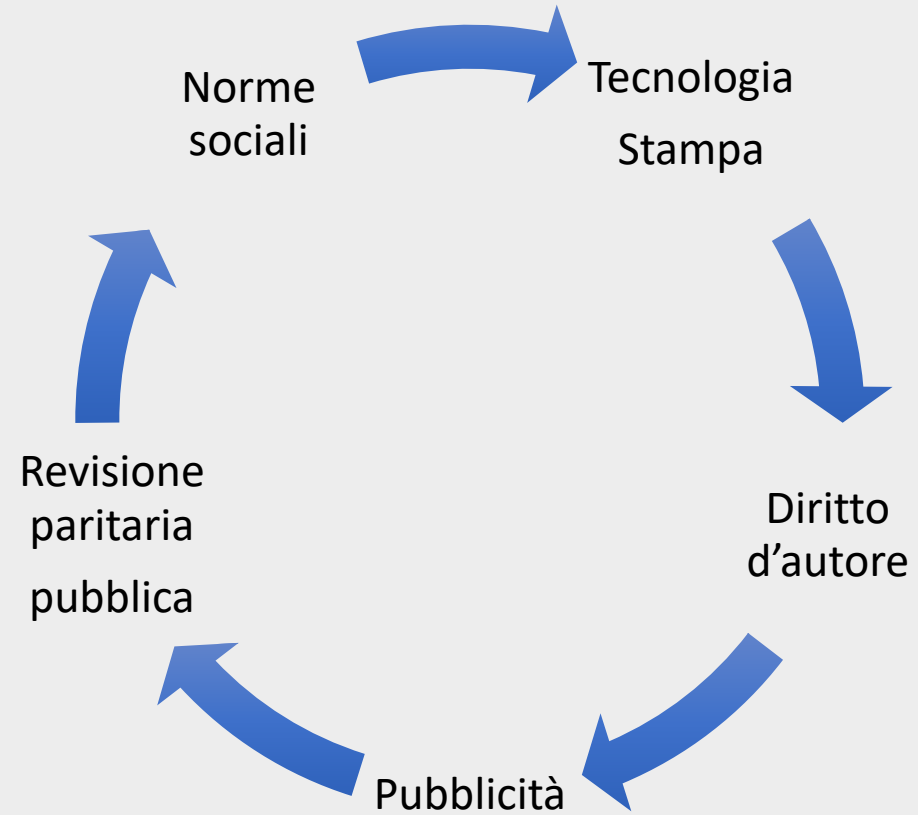 Norme
sociali
Tecnologia
Stampa
Diritto
d’autore
Pubblicità
Revisione
paritaria
pubblica